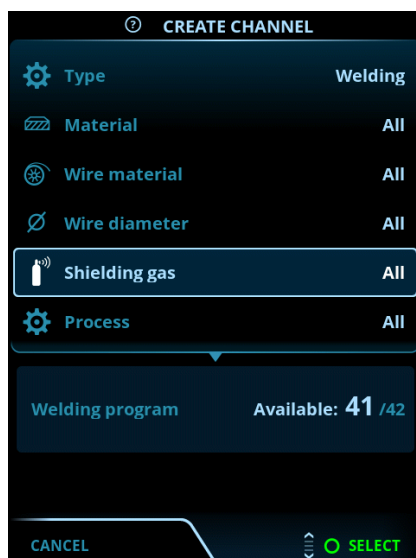 ? CREATE CHANNEL
Type Welding
Material All
Wire material All
Wire diameter All
Shielding gas All
Process All
Welding program Available: 41 /42
CANCEL SELECT